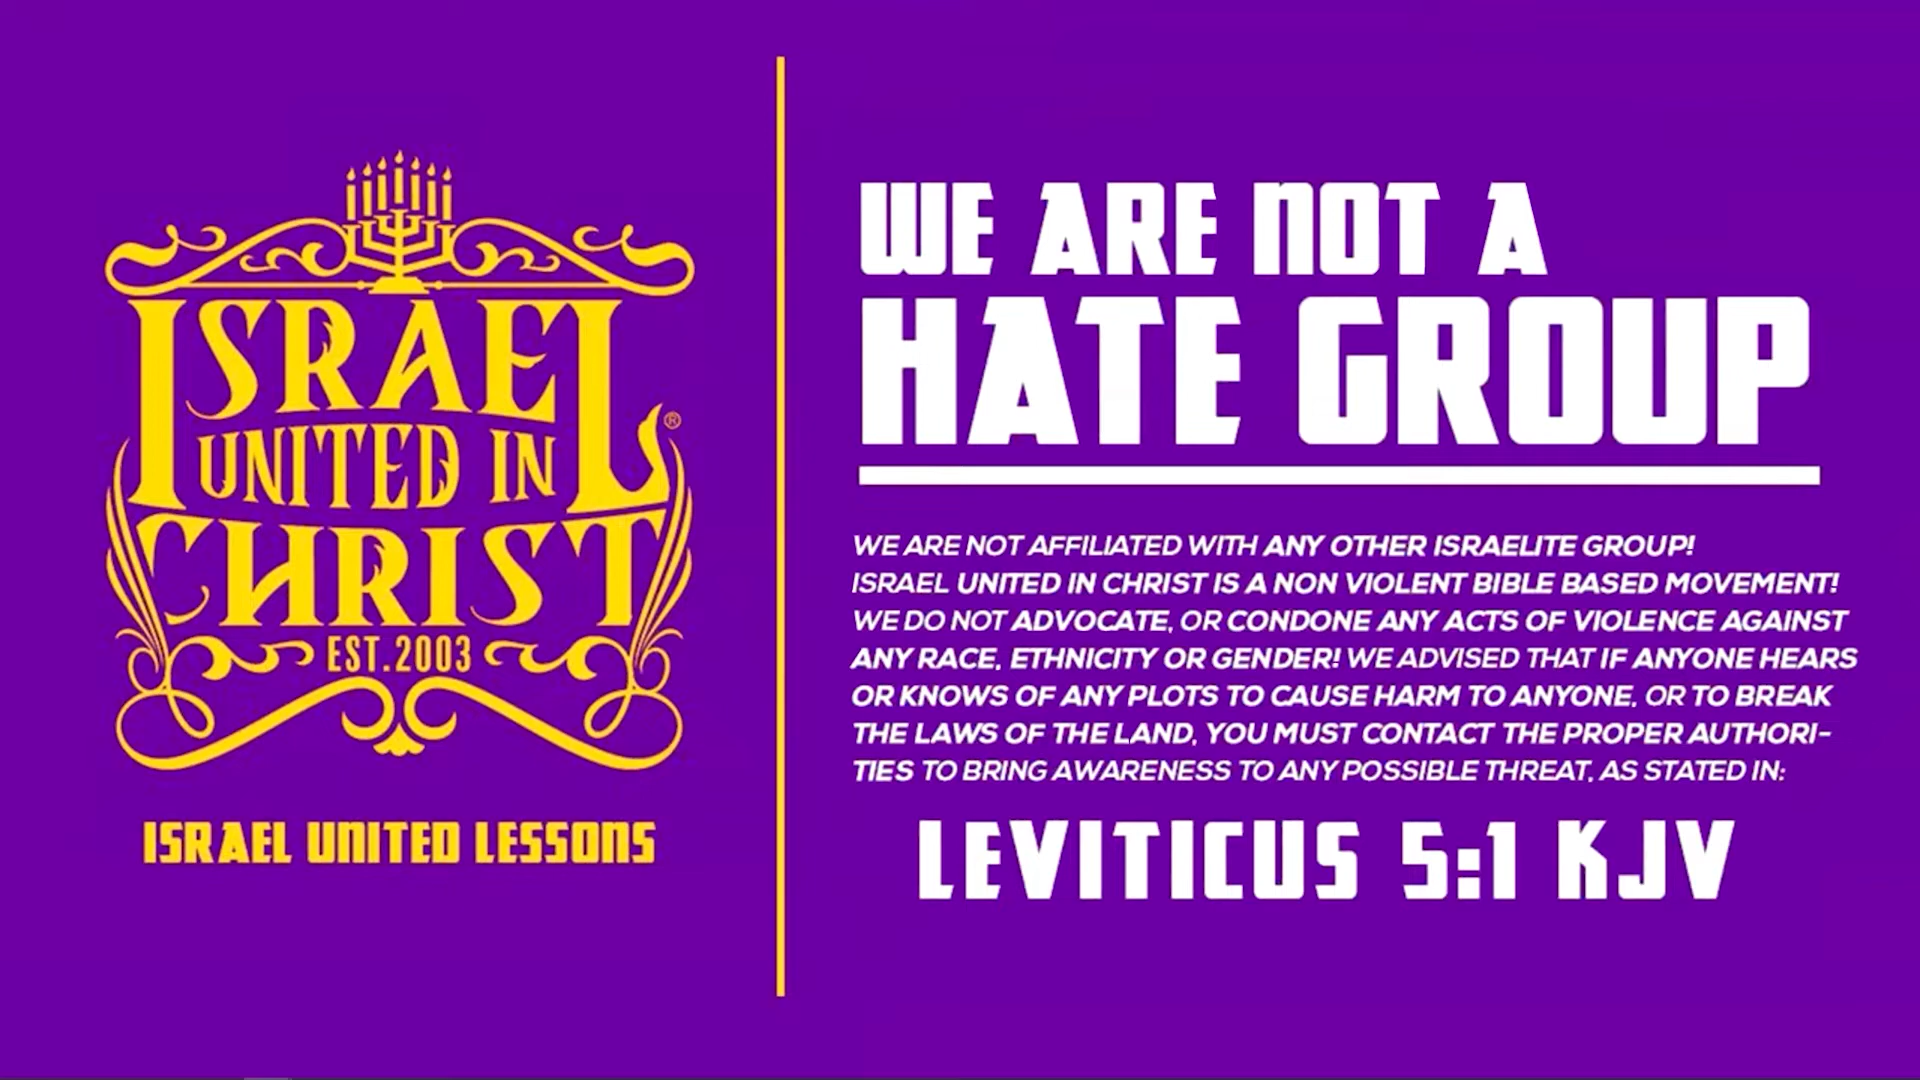 ISRAEL
UNITED IN
CHRIST
®
EST.2003
ISRAEL UNITED LESSONS
WE ARE NOT A
HATE GROUP
WE ARE NOT AFFILIATED WITH ANY OTHER ISRAELITE GROUP!
ISRAEL UNITED IN CHRIST IS A NON VIOLENT BIBLE BASED MOVEMENT!
WE DO NOT ADVOCATE, OR CONDONE ANY ACTS OF VIOLENCE AGAINST
ANY RACE, ETHNICITY OR GENDER! WE ADVISED THAT IF ANYONE HEARS
OR KNOWS OF ANY PLOTS TO CAUSE HARM TO ANYONE, OR TO BREAK
THE LAWS OF THE LAND, YOU MUST CONTACT THE PROPER AUTHORI-
TIES TO BRING AWARENESS TO ANY POSSIBLE THREAT, AS STATED IN:
LEVITICUS 5:1 KJV